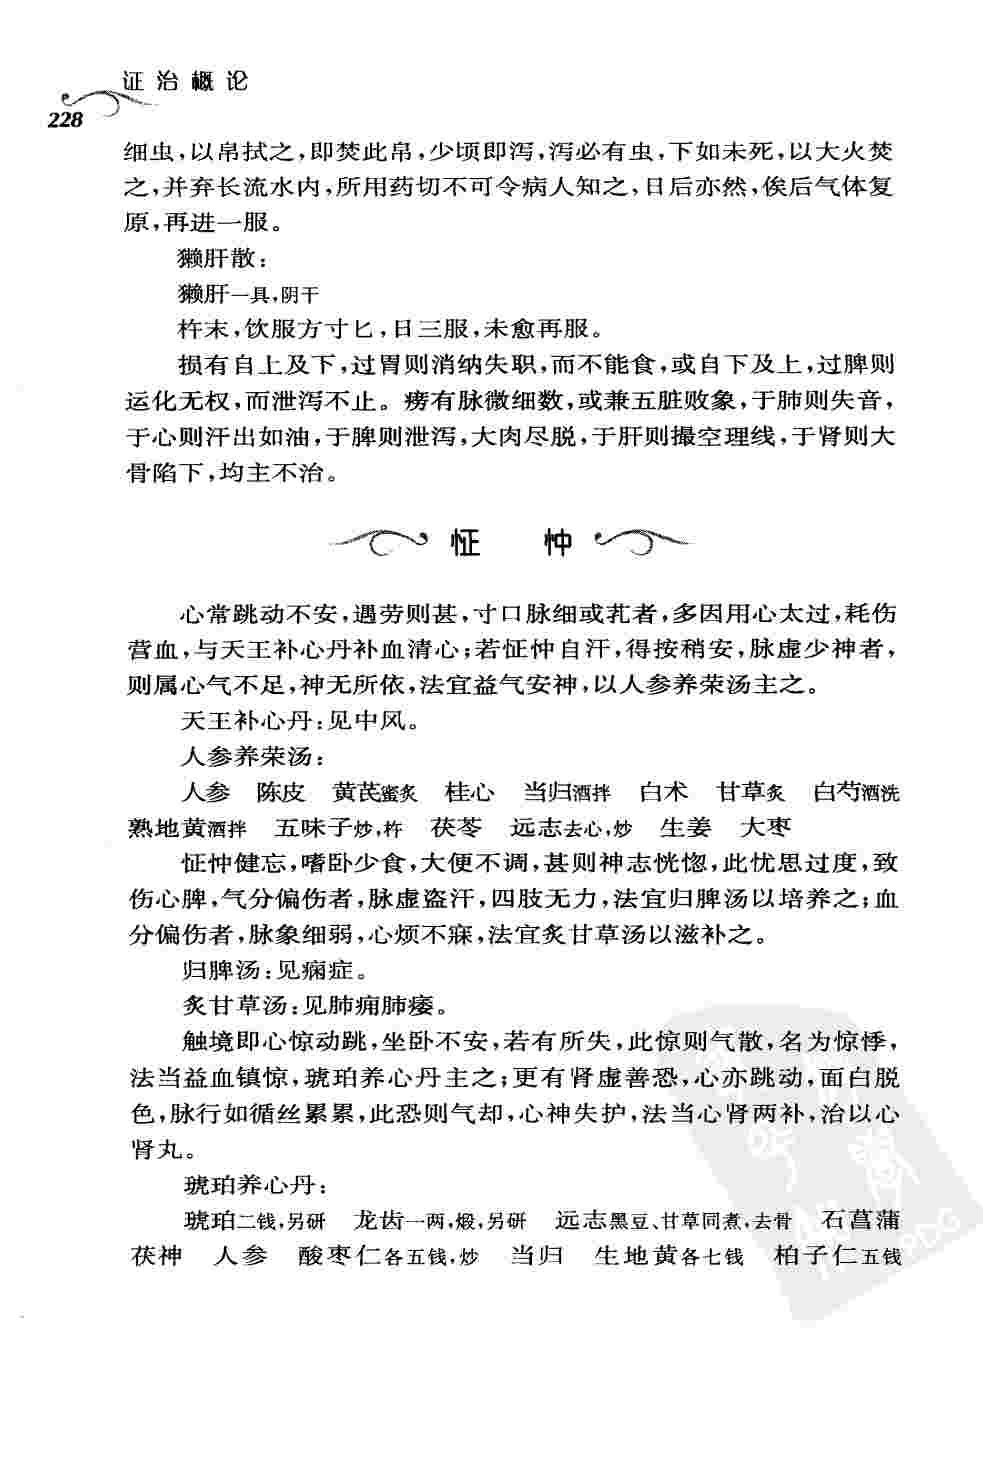 证治概论
228
细虫，以帛拭之，即焚此帛，少顷即泻，泻必有虫，下如未死，以大火焚
之，并弃长流水内，所用药切不可令病人知之，日后亦然，俟后气体复
原，再进一服。
獭肝散：
獭肝一具，阴干
杵末，饮服方寸匕，日三服，未愈再服。
损有自上及下，过胃则消纳失职，而不能食，或自下及上，过脾则
运化无权，而泄泻不止。痨有脉微细数，或兼五脏败象，于肺则失音，
于心则汗出如油，于脾则泄泻，大肉尽脱，于肝则撮空理线，于肾则大
骨陷下，均主不治。
怔 忡
心常跳动不安，遇劳则甚，寸口脉细或芤者，多因用心太过，耗伤
营血，与天王补心丹补血清心；若怔忡自汗，得按稍安，脉虚少神者，
则属心气不足，神无所依，法宜益气安神，以人参养荣汤主之。
天王补心丹：见中风。
人参养荣汤：
人参 陈皮 黄芪蜜炙 桂心 当归酒拌 白术 甘草炙 白芍酒洗
熟地黄酒拌 五味子炒，杵 茯苓 远志去心，炒 生姜 大枣
怔忡健忘，嗜卧少食，大便不调，甚则神志恍惚，此忧思过度，致
伤心脾，气分偏伤者，脉虚盗汗，四肢无力，法宜归脾汤以培养之；血
分偏伤者，脉象细弱，心烦不寐，法宜炙甘草汤以滋补之。
归脾汤：见痫症。
炙甘草汤：见肺痈肺痿。
触境即心惊动跳，坐卧不安，若有所失，此惊则气散，名为惊悸，
法当益血镇惊，琥珀养心丹主之；更有肾虚善恐，心亦跳动，面白脱
色，脉行如循丝累累，此恐则气却，心神失护，法当心肾两补，治以心
肾丸。
琥珀养心丹：
琥珀二钱，另研 龙齿一两，煅，另研 远志黑豆、甘草同煮，去骨 石菖蒲
茯神 人参 酸枣仁各五钱，炒 当归 生地黄各七钱 柏子仁五钱